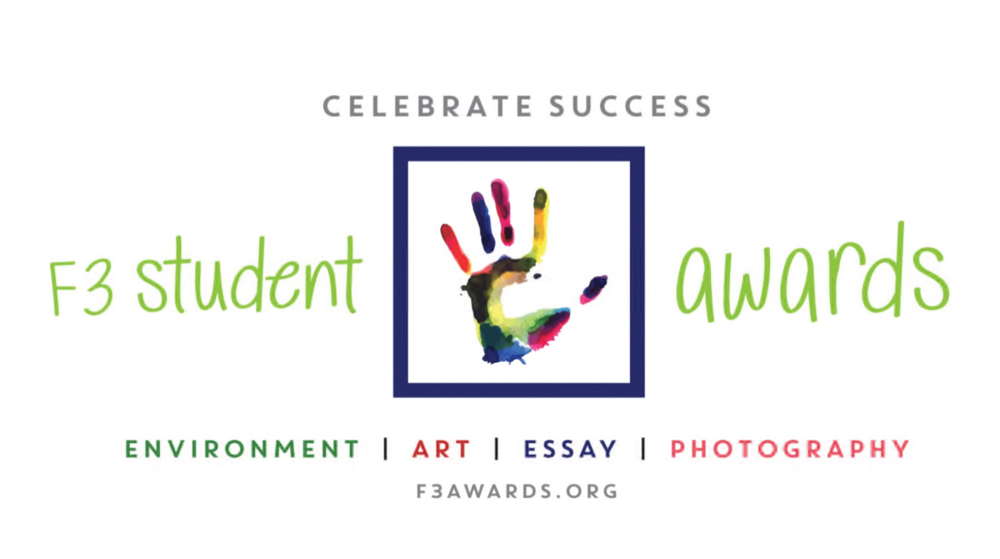 CELEBRATE SUCCESS
F3 student awards
ENVIRONMENT | ART | ESSAY | PHOTOGRAPHY
F3AWARDS.ORG